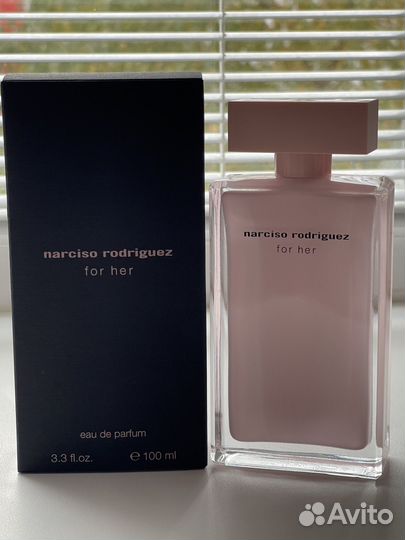 narciso rodriguez
for her
eau de parfum
3.3 fl.oz. ℮ 100 ml
narciso rodriguez
for her
Avito